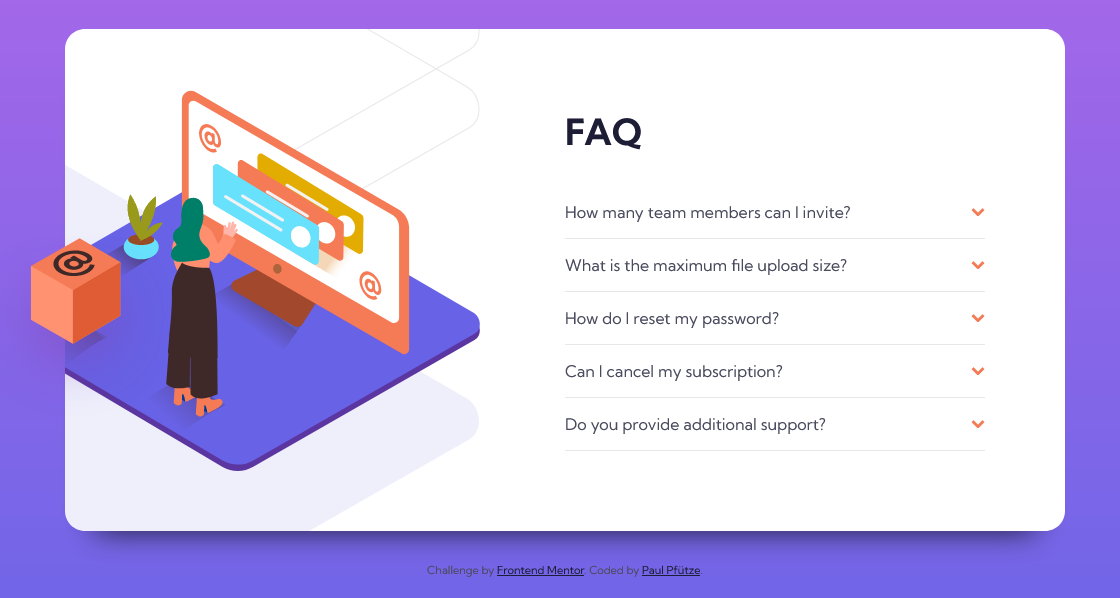 FAQ
How many team members can I invite?
What is the maximum file upload size?
How do I reset my password?
Can I cancel my subscription?
Do you provide additional support?
@
@
@
Challenge by Frontend Mentor. Coded by Paul Pfütze.